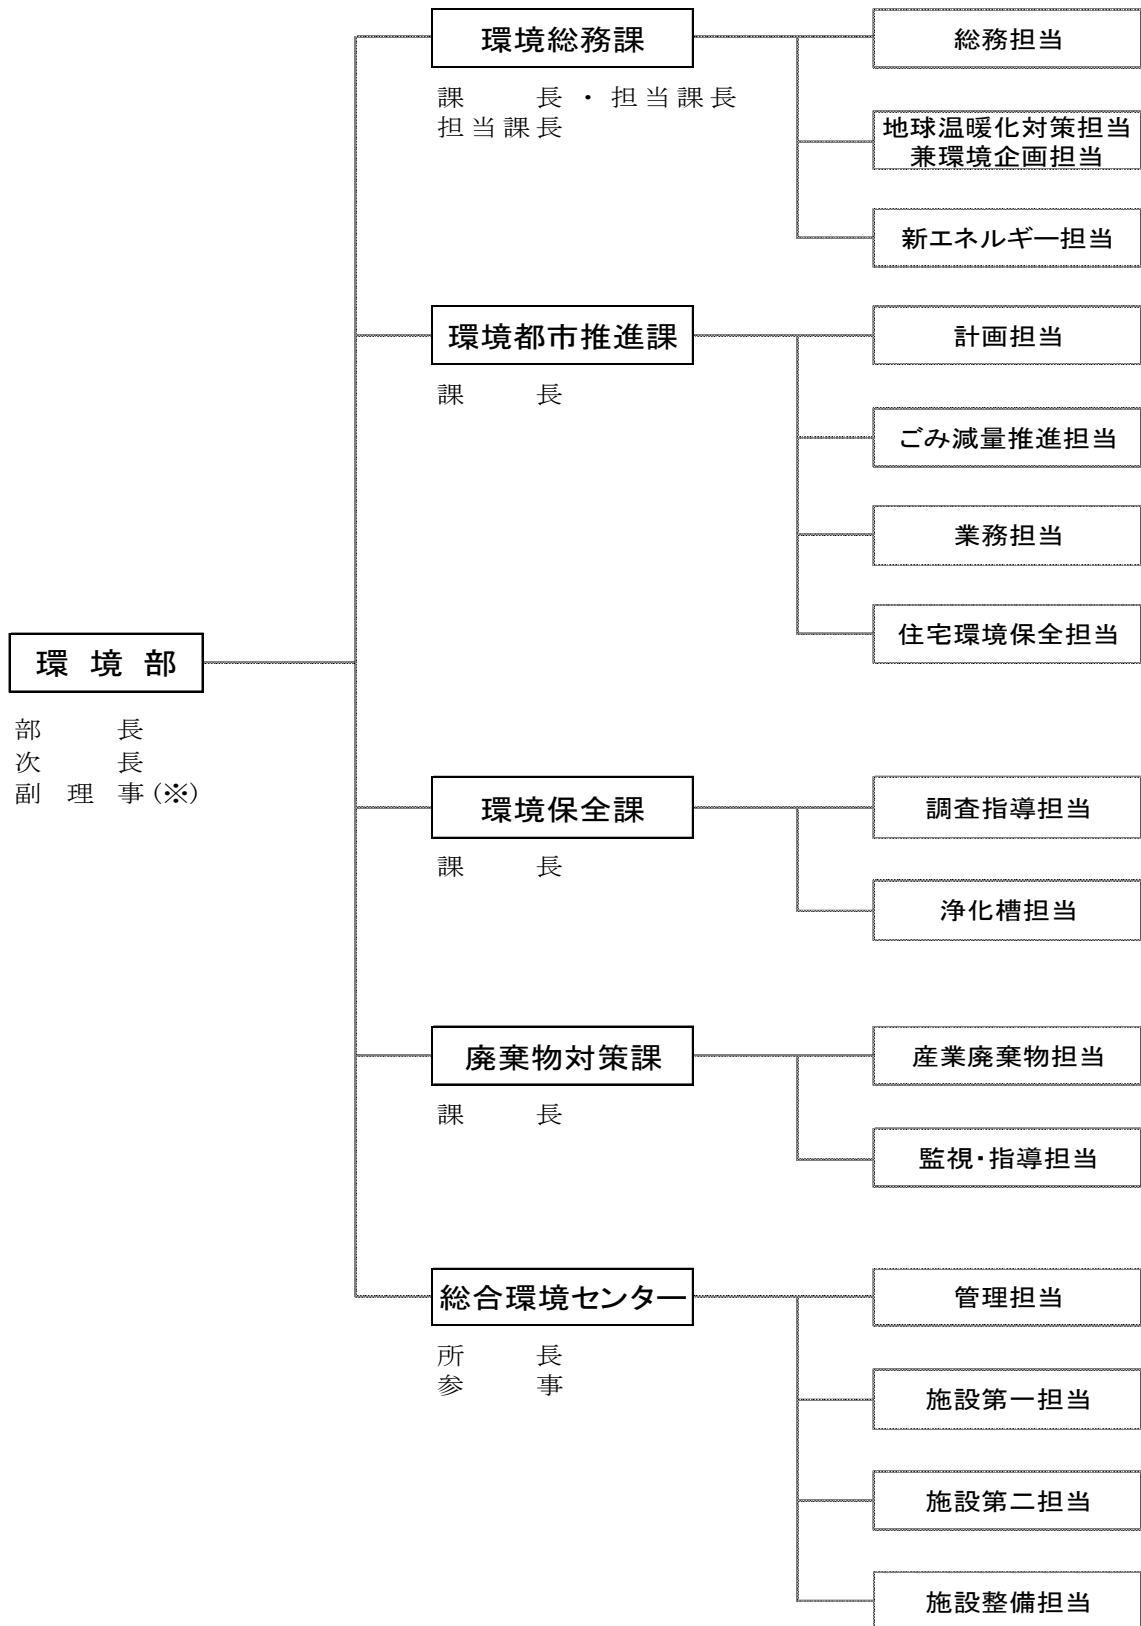 環境部
部長
次長
副理事(※)
環境総務課
課長・担当課長
担当課長
総務担当
地球温暖化対策担当
兼環境企画担当
新エネルギー担当
環境都市推進課
課長
計画担当
ごみ減量推進担当
業務担当
住宅環境保全担当
環境保全課
課長
調査指導担当
浄化槽担当
廃棄物対策課
課長
産業廃棄物担当
監視・指導担当
総合環境センター
所長
参事
管理担当
施設第一担当
施設第二担当
施設整備担当